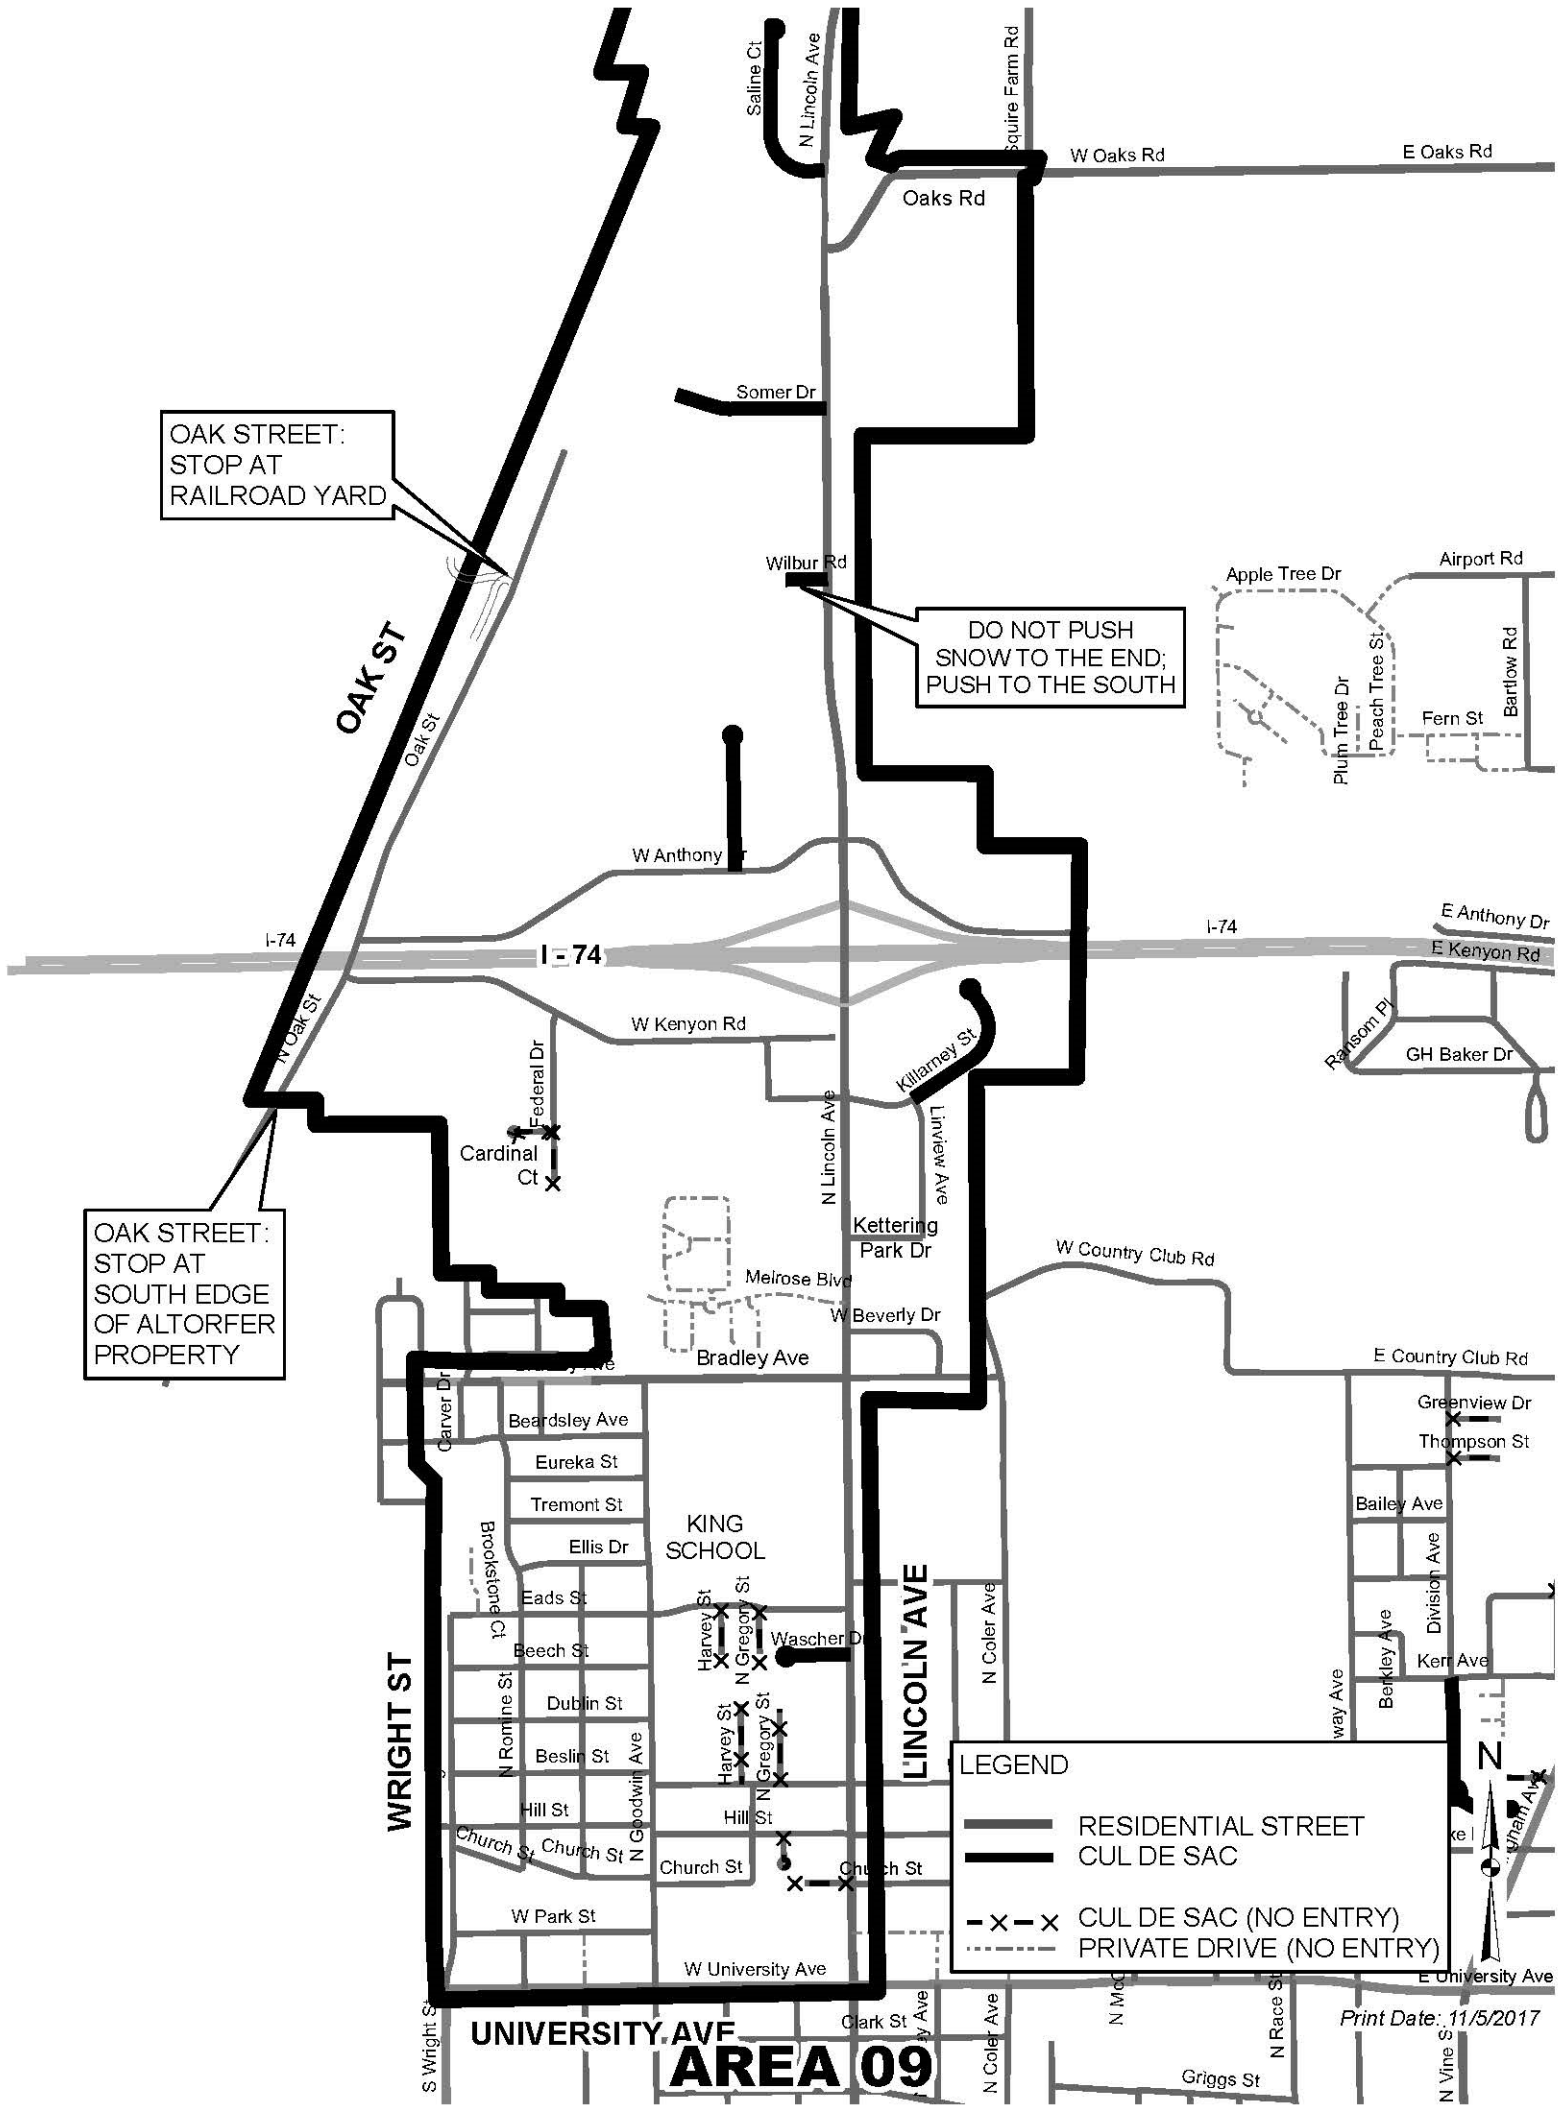 Saline Ct
N Lincoln Ave
Squire Farm Rd
W Oaks Rd
E Oaks Rd
Oaks Rd
Somer Dr
OAK STREET:
STOP AT
RAILROAD YARD
Wilbur Rd
DO NOT PUSH
SNOW TO THE END;
PUSH TO THE SOUTH
Airport Rd
Apple Tree Dr
Peach Tree St
Plum Tree Dr
Bartlow Rd
Fern St
OAK ST
Oak St
W Anthony
I-74
I - 74
I-74
E Anthony Dr
E Kenyon Rd
N Oak St
W Kenyon Rd
Federal Dr
Killarney St
Ransom Pl
GH Baker Dr
Cardinal
Ct
N Lincoln Ave
Linview Ave
Kettering
Park Dr
OAK STREET:
STOP AT
SOUTH EDGE
OF ALTORFER
PROPERTY
W Country Club Rd
Melrose Blvd
W Beverly Dr
Bradley Ave
E Country Club Rd
Carver Dr
Beardsley Ave
Greenview Dr
Thompson St
Eureka St
Tremont St
Bailey Ave
KING
SCHOOL
Ellis Dr
Brookstone Ct
Division Ave
Eads St
Harvey St
N Gregory St
LINCOLN AVE
N Coler Ave
Wascher Dr
Beech St
Berkley Ave
Kerr Ave
WRIGHT ST
N Romine St
Dublin St
Harvey St
N Gregory St
way Ave
Beslin St
N Goodwin Ave
LEGEND
N
Hill St
Hill St
RESIDENTIAL STREET
CUL DE SAC
CUL DE SAC (NO ENTRY)
PRIVATE DRIVE (NO ENTRY)
Church St
Church St
Church St
Church St
W Park St
W University Ave
E University Ave
Print Date: 11/5/2017
S Wright St
UNIVERSITY AVE
Clark St
N Coler Ave
N Race St
N Vine S
Griggs St
AREA 09